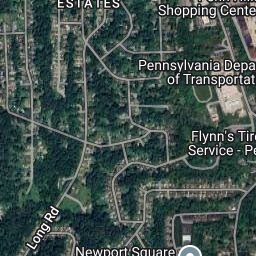 ESTATES
Shopping Cente
Pennsylvania Depa
of Transportat
Flynn's Tire
Service - Pe
Long Rd
Newport Square